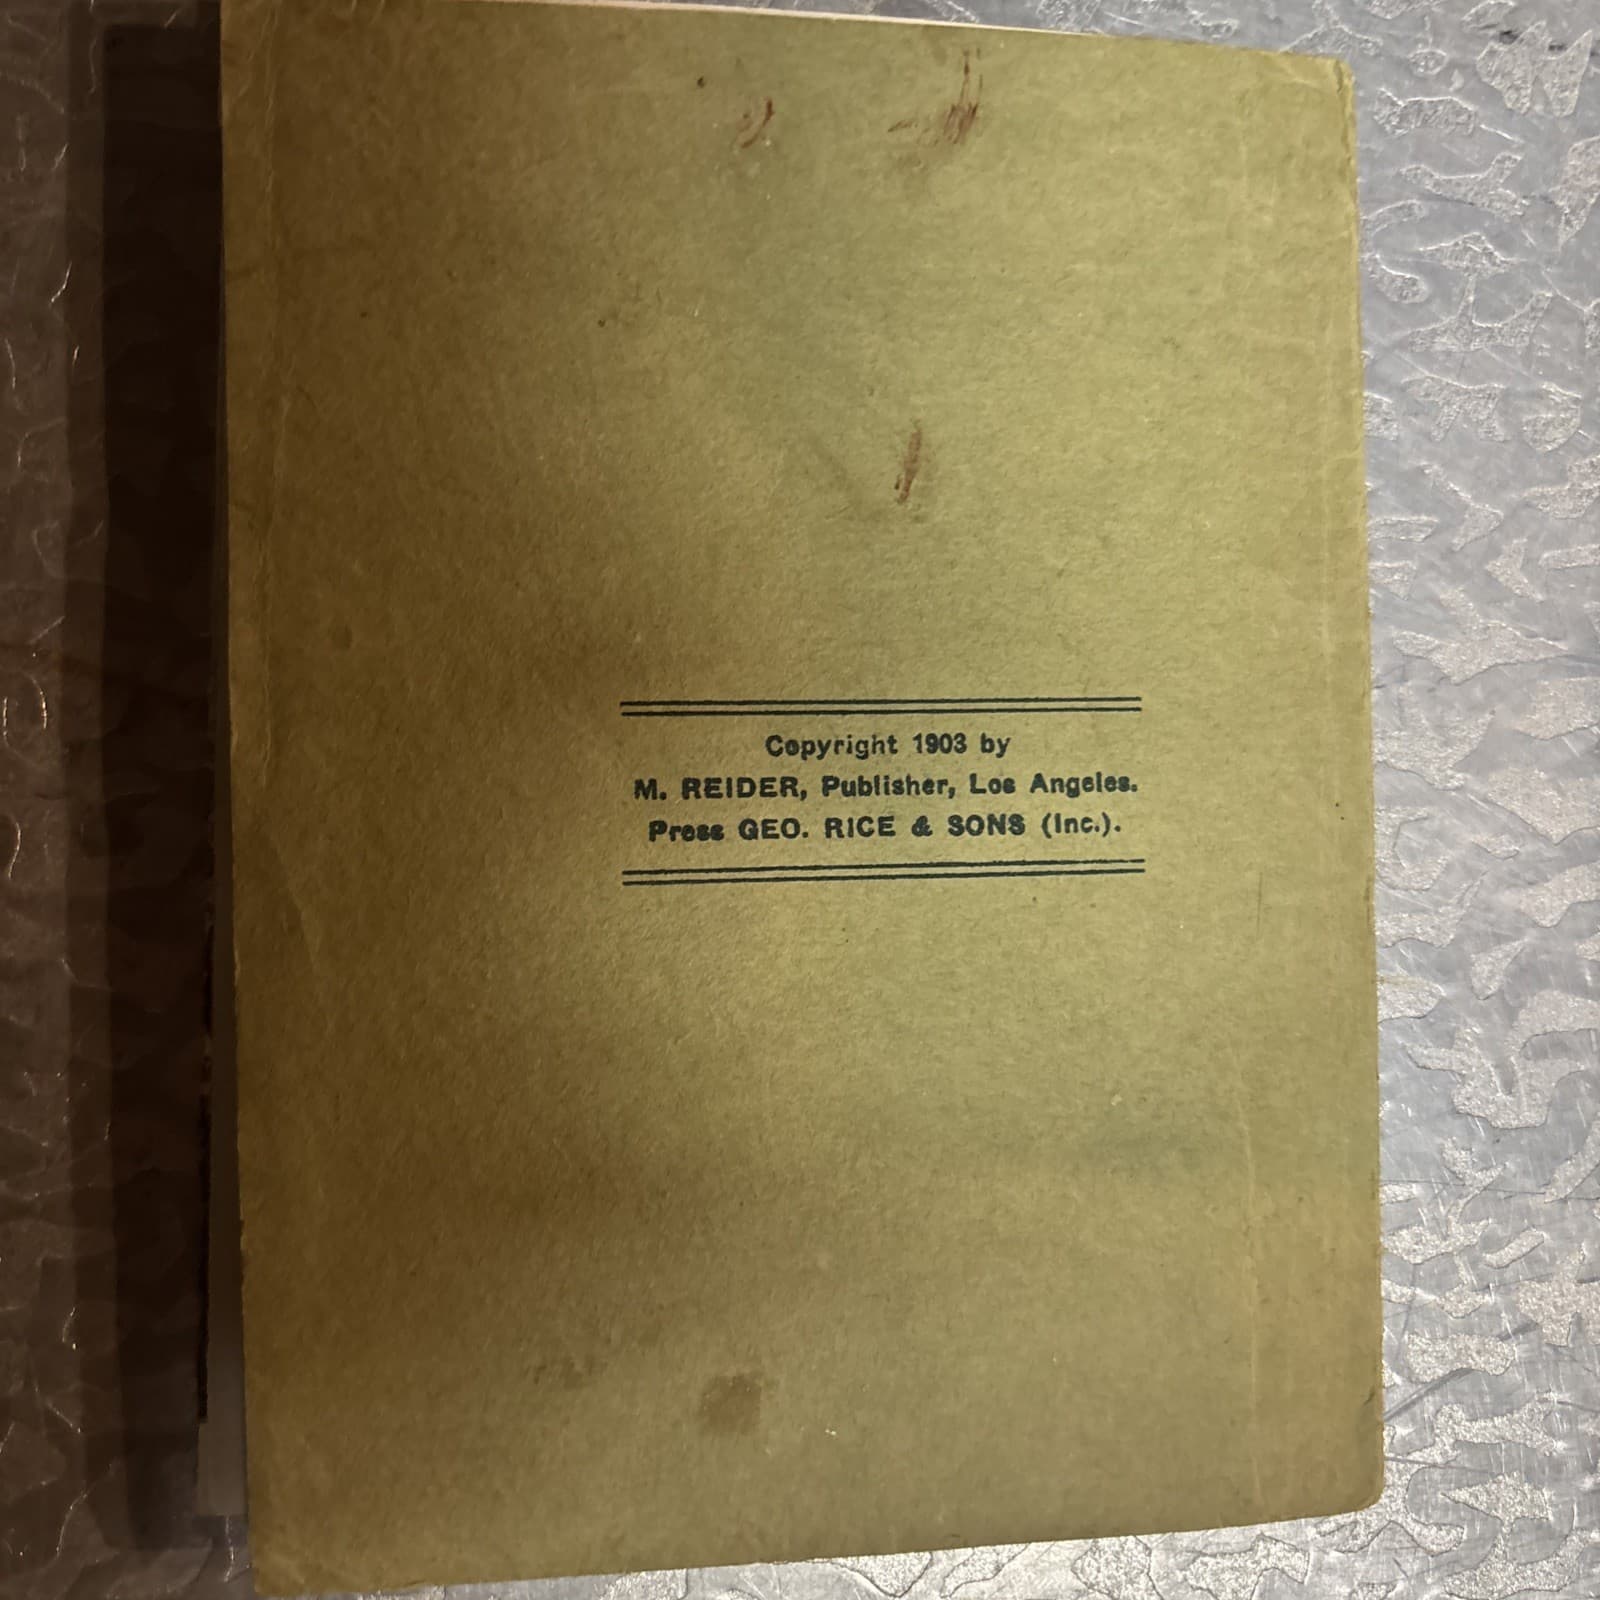 Copyright 1903 by
M. REIDER, Publisher, Los Angeles.
Press GEO. RICE & SONS (Inc.).